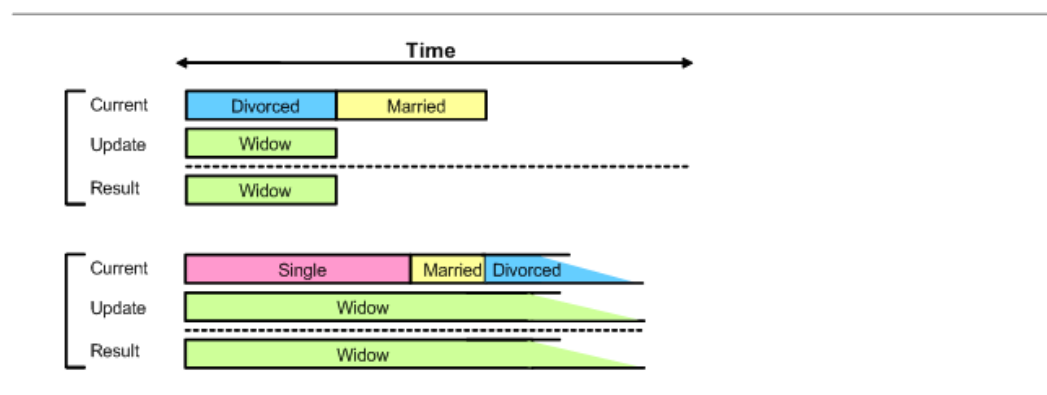 Time
Current Divorced Married
Update Widow
Result Widow
Current Single Married Divorced
Update Widow
Result Widow